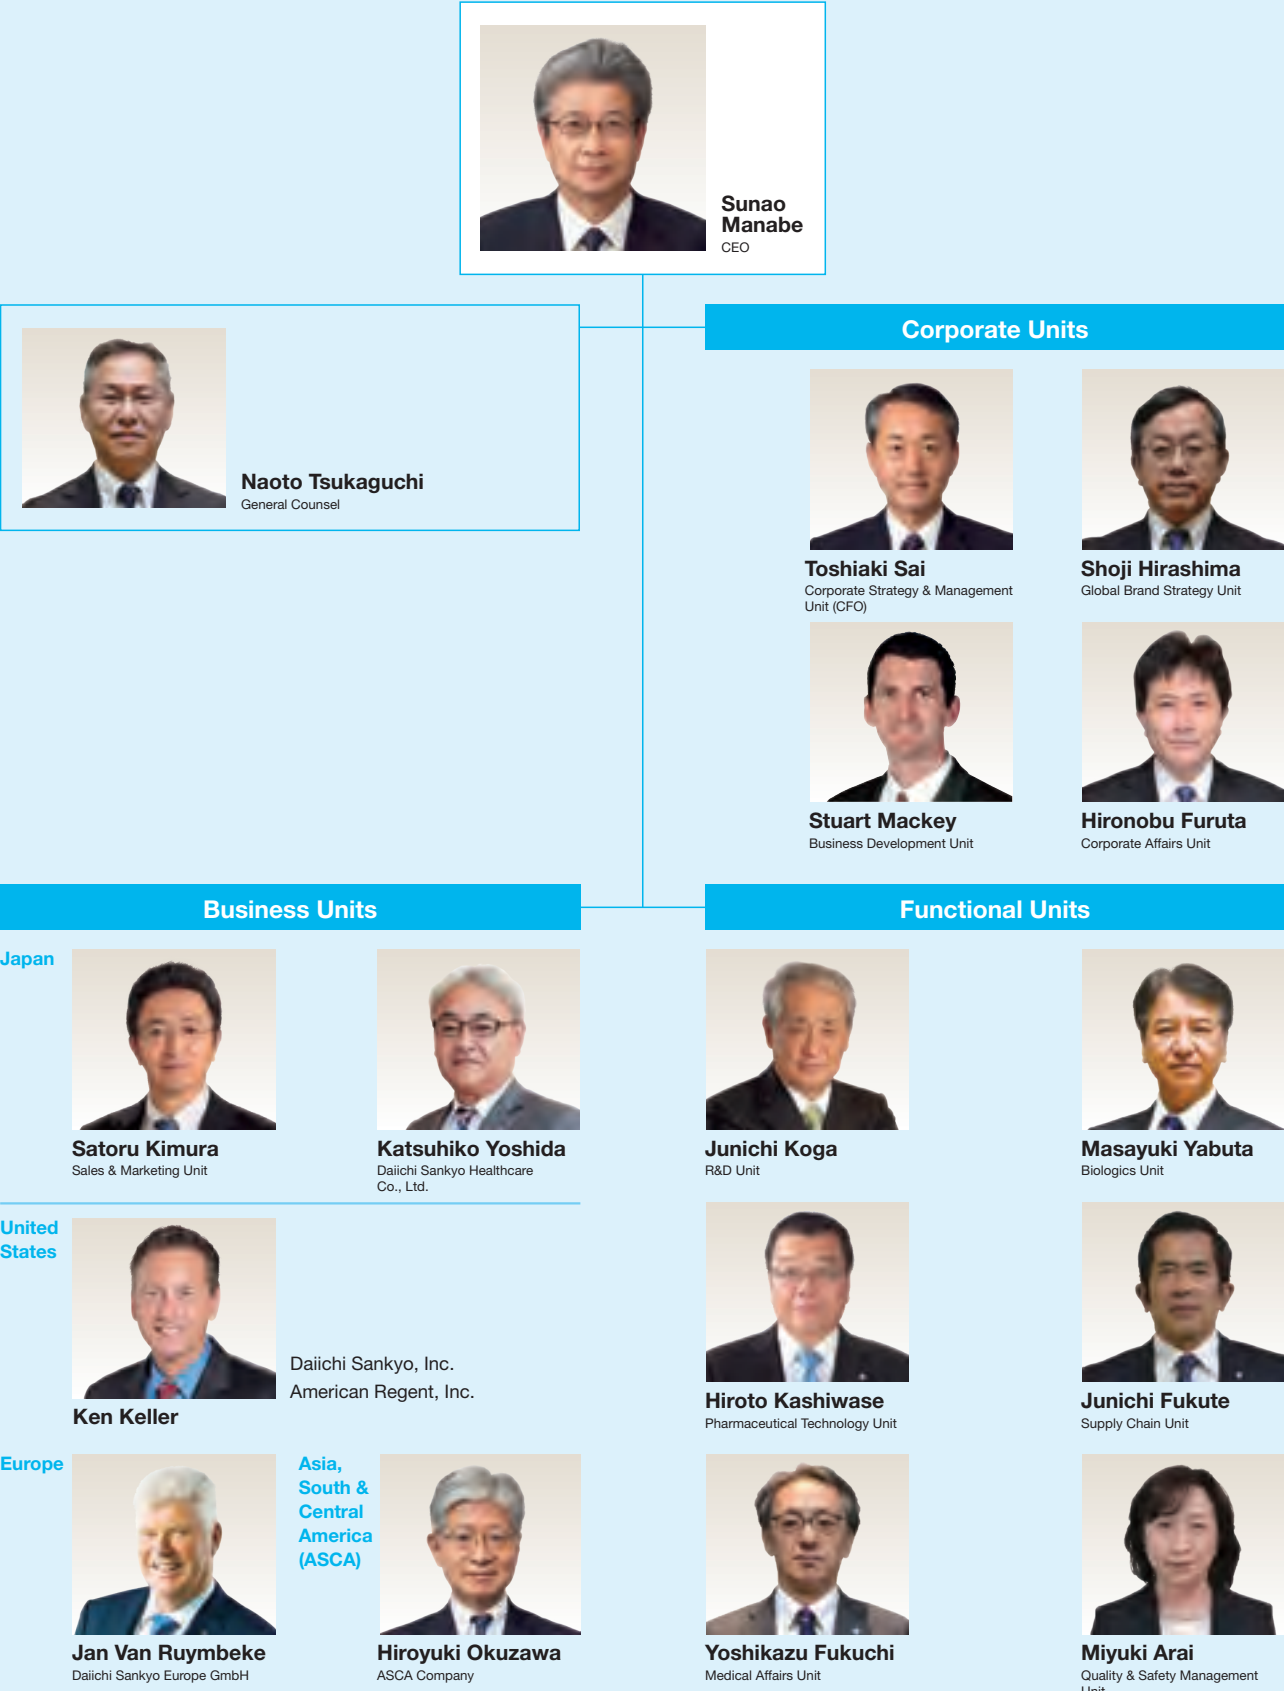 Sunao
Manabe
CEO
Naoto Tsukaguchi
General Counsel
Corporate Units
Toshiaki Sai
Corporate Strategy & Management
Unit (CFO)
Shoji Hirashima
Global Brand Strategy Unit
Stuart Mackey
Business Development Unit
Hironobu Furuta
Corporate Affairs Unit
Business Units
Japan
Satoru Kimura
Sales & Marketing Unit
Katsuhiko Yoshida
Daiichi Sankyo Healthcare
Co., Ltd.
United
States
Daiichi Sankyo, Inc.
American Regent, Inc.
Ken Keller
Europe
Jan Van Ruymbeke
Daiichi Sankyo Europe GmbH
Asia,
South &
Central
America
(ASCA)
Hiroyuki Okuzawa
ASCA Company
Functional Units
Junichi Koga
R&D Unit
Masayuki Yabuta
Biologics Unit
Hiroto Kashiwase
Pharmaceutical Technology Unit
Junichi Fukute
Supply Chain Unit
Yoshikazu Fukuchi
Medical Affairs Unit
Miyuki Arai
Quality & Safety Management
Unit